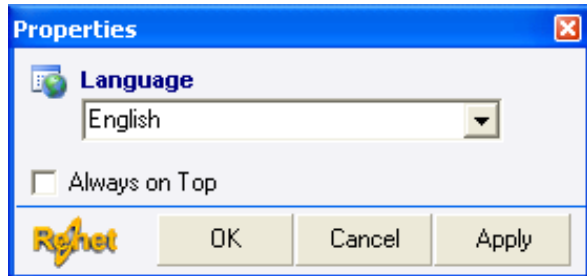 Properties
Language
English
Always on Top
OK Cancel Apply